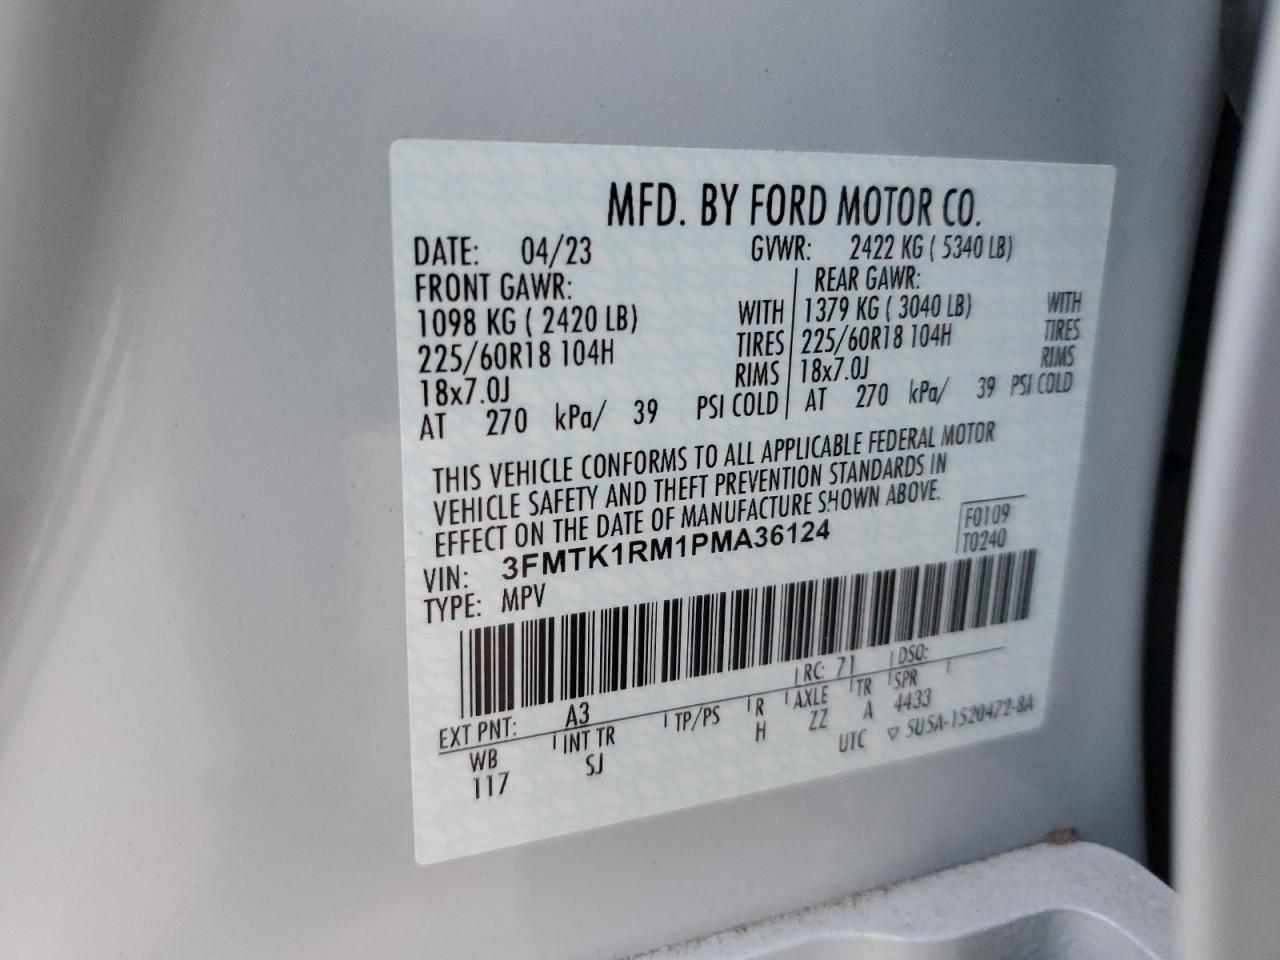 MFD. BY FORD MOTOR CO.
DATE: 04/23 GVWR: 2422 KG ( 5340 LB)
FRONT GAWR: REAR GAWR:
1098 KG ( 2420 LB) WITH 1379 KG ( 3040 LB) WITH
225/60R18 104H TIRES 225/60R18 104H TIRES
18x7.0J RIMS 18x7.0J RIMS
AT 270 kPa/ 39 PSI COLD AT 270 kPa/ 39 PSI COLD
THIS VEHICLE CONFORMS TO ALL APPLICABLE FEDERAL MOTOR
VEHICLE SAFETY AND THEFT PREVENTION STANDARDS IN
EFFECT ON THE DATE OF MANUFACTURE SHOWN ABOVE.
F0109
VIN: 3FMTK1RM1PMA36124 T0240
TYPE: MPV
EXT PNT: A3 RC: 71 DSO:
WB INT TR TP/PS R AXLE TR SPR
117 SJ H ZZ A 4433
UTC ▽ 5U5A-1520472-BA